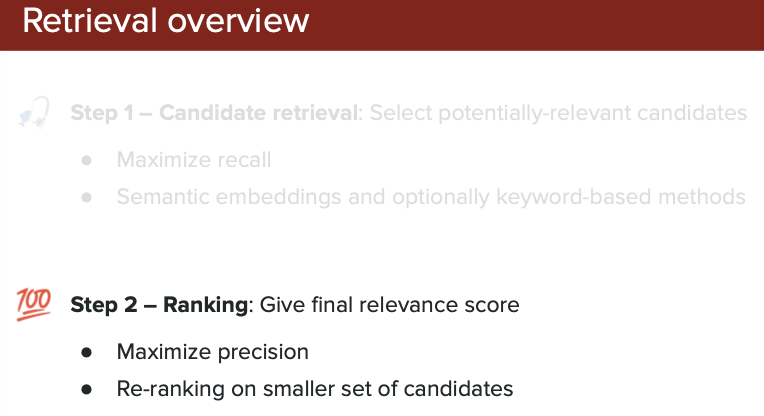 Retrieval overview
Step 1 – Candidate retrieval: Select potentially-relevant candidates
● Maximize recall
● Semantic embeddings and optionally keyword-based methods
💯 Step 2 – Ranking: Give final relevance score
● Maximize precision
● Re-ranking on smaller set of candidates